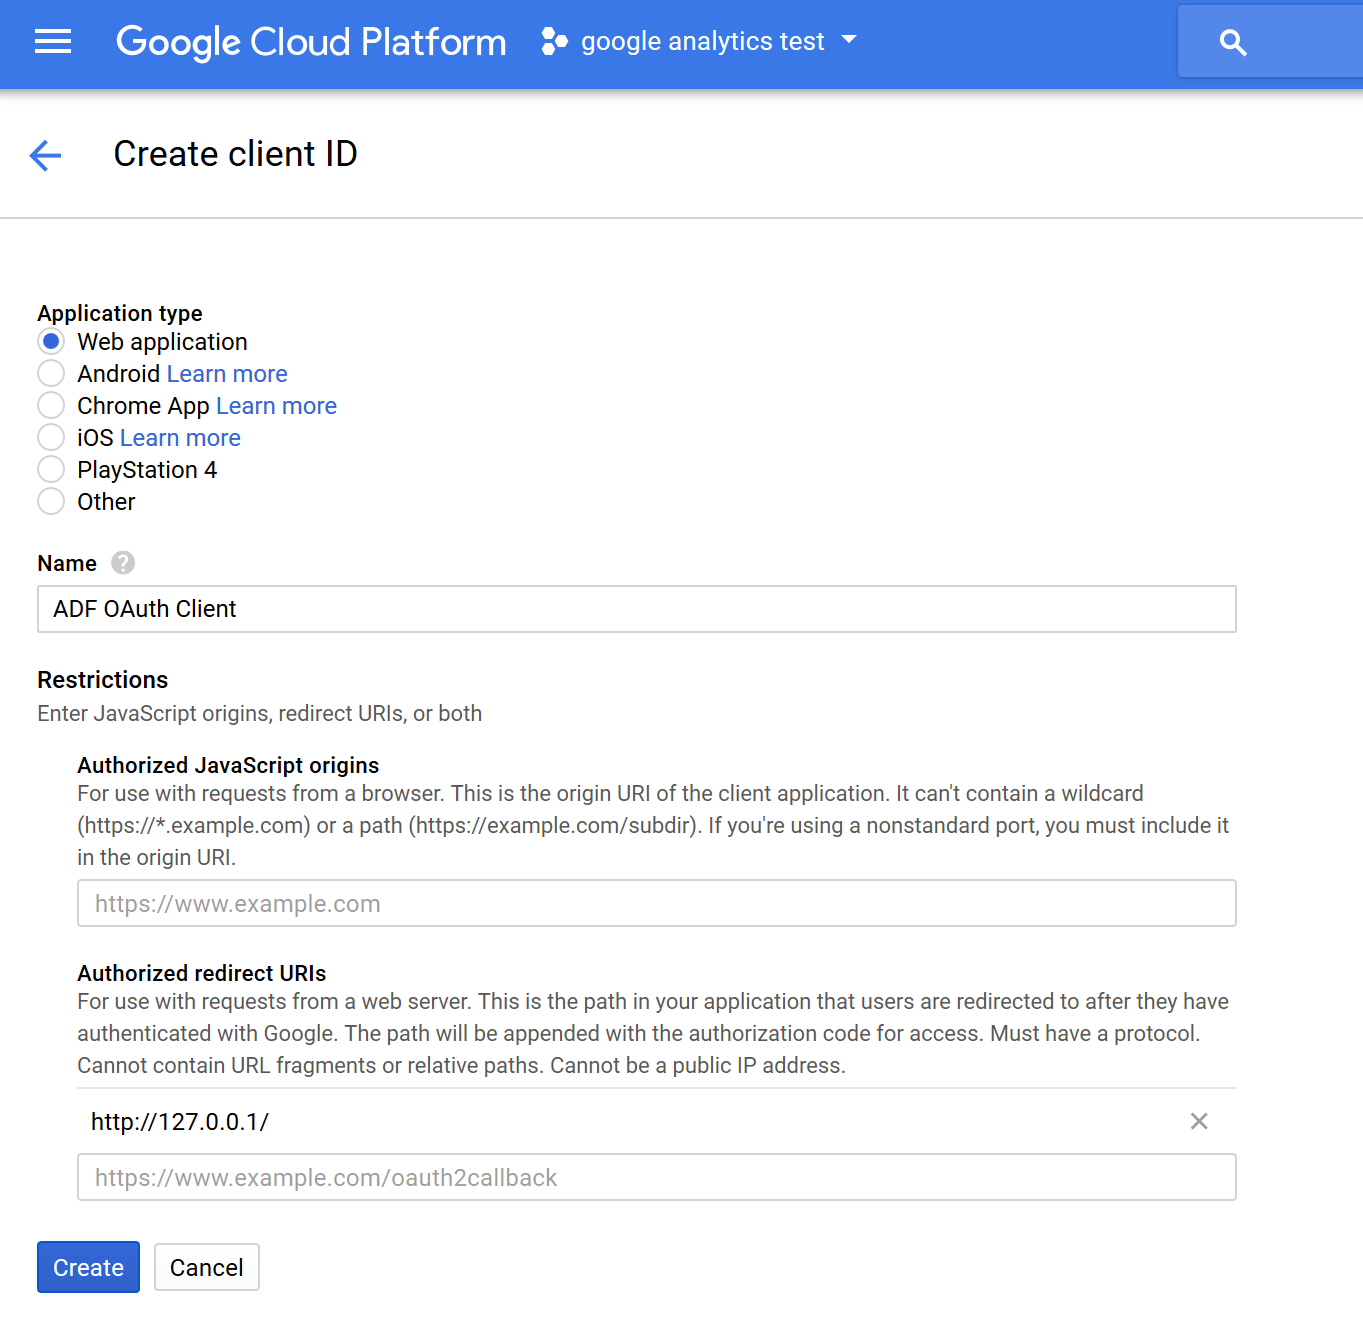 Google Cloud Platform google analytics test
Create client ID
Application type
Web application
Android Learn more
Chrome App Learn more
iOS Learn more
PlayStation 4
Other
Name ?
ADF OAuth Client
Restrictions
Enter JavaScript origins, redirect URIs, or both
Authorized JavaScript origins
For use with requests from a browser. This is the origin URI of the client application. It can't contain a wildcard
(https://*.example.com) or a path (https://example.com/subdir). If you're using a nonstandard port, you must include it
in the origin URI.
https://www.example.com
Authorized redirect URIs
For use with requests from a web server. This is the path in your application that users are redirected to after they have
authenticated with Google. The path will be appended with the authorization code for access. Must have a protocol.
Cannot contain URL fragments or relative paths. Cannot be a public IP address.
http://127.0.0.1/
https://www.example.com/oauth2callback
Create Cancel